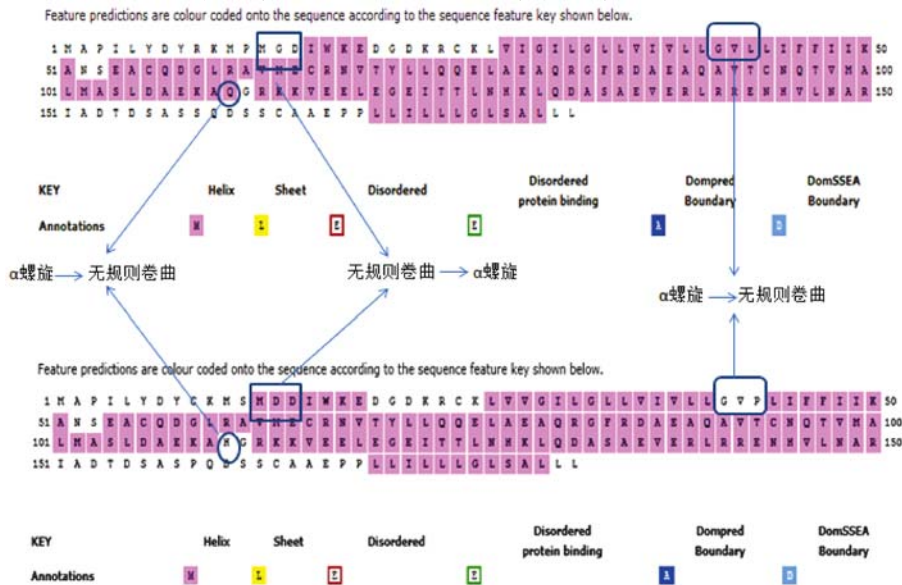 Feature predictions are colour coded onto the sequence according to the sequence feature key shown below.
1 M A P I L Y D Y R K M P M G D I W K E D G D K R C K L V I G I L G L L V I V L L G V L L I F F I I K 50
51 A N S E A C Q D G L R A V M E C R N V T Y L L Q Q E L A E A Q R G F R D A E A Q A V T C N Q T V M A 100
101 L M A S L D A E K A Q G R K K V E E L E G E I T T L N H K L Q D A S A E V E R L R R E N H V L N A R 150
151 I A D T D S A S S Q D S S C A A E P P L L I L L L G L S A L L L
KEY Helix Sheet Disordered Disordered protein binding Dompred Boundary DomSSEA Boundary
Annotations H L E E A D
α螺旋 无规则卷曲 无规则卷曲 α螺旋
α螺旋 无规则卷曲
Feature predictions are colour coded onto the sequence according to the sequence feature key shown below.
1 M A P I L Y D Y C K M S M D D I W K E D G D K R C K L V V G I L G L L V I V L L G V P L I F F I I K 50
51 A N S E A C Q D G L R A V M E C R N V T Y L L Q Q E L A E A Q R G F R D A E A Q A V T C N Q T V M A 100
101 L M A S L D A E K A M G R K K V E E L E G E I T T L N H K L Q D A S A E V E R L R R E N H V L N A R 150
151 I A D T D S A S P Q D S S C A A E P P L L I L L L G L S A L L L
KEY Helix Sheet Disordered Disordered protein binding Dompred Boundary DomSSEA Boundary
Annotations H L E E A D